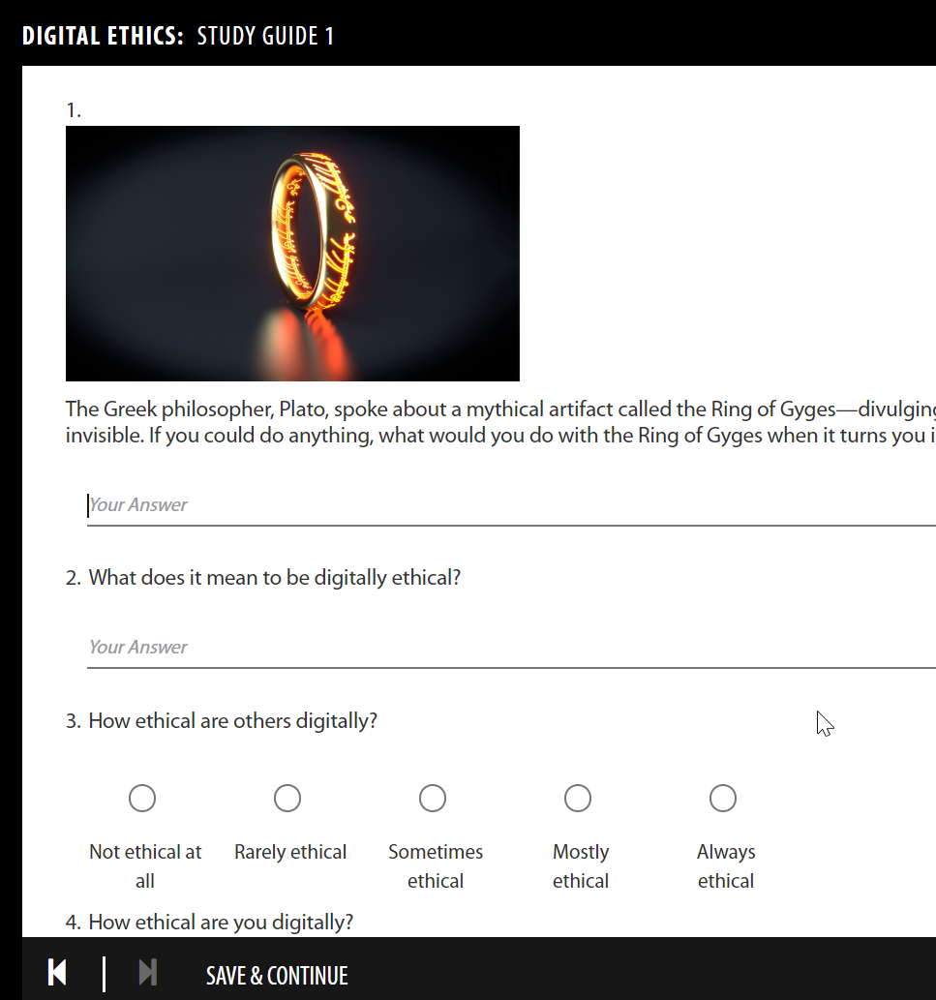 DIGITAL ETHICS: STUDY GUIDE 1
1.
The Greek philosopher, Plato, spoke about a mythical artifact called the Ring of Gyges—divulging
invisible. If you could do anything, what would you do with the Ring of Gyges when it turns you i
Your Answer
2. What does it mean to be digitally ethical?
Your Answer
3. How ethical are others digitally?
Not ethical at all
Rarely ethical
Sometimes ethical
Mostly ethical
Always ethical
4. How ethical are you digitally?
SAVE & CONTINUE